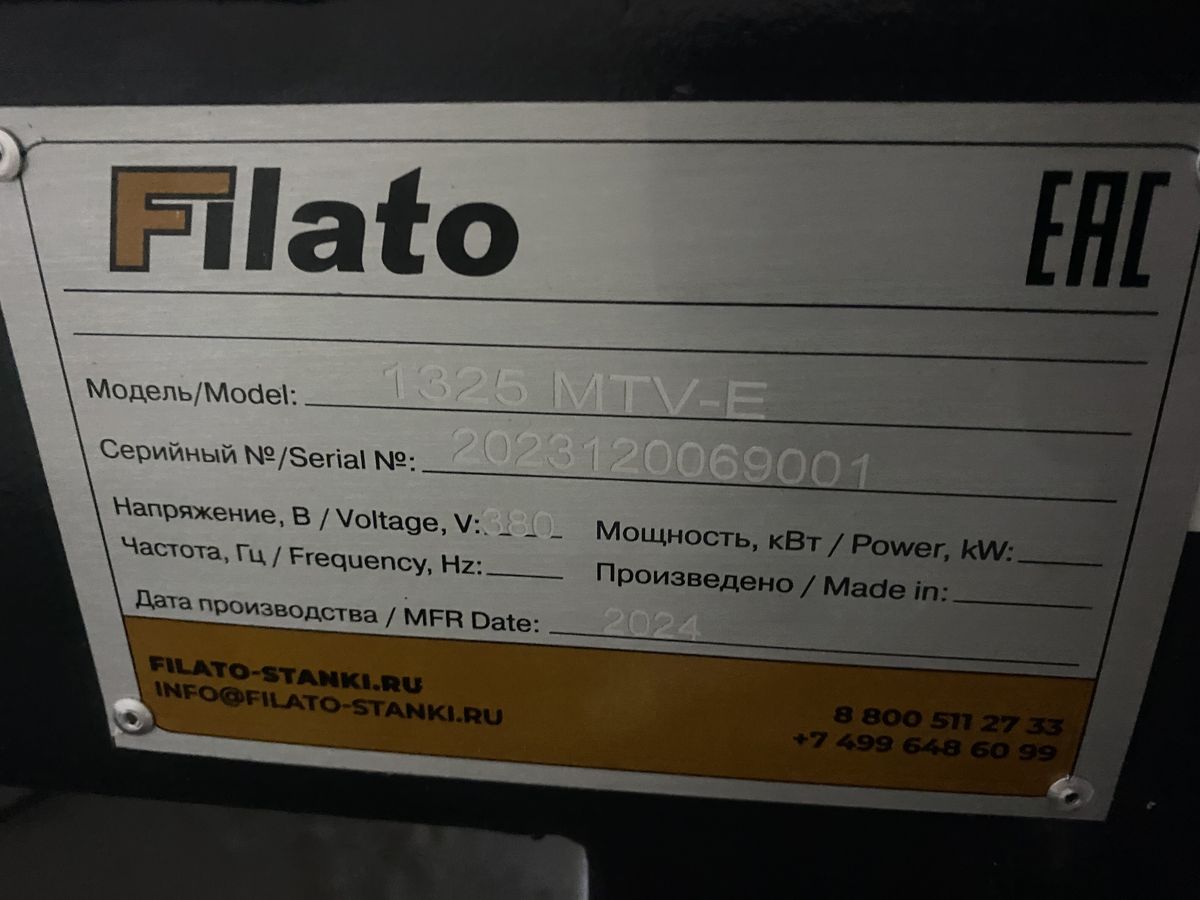 Filato
EAC
Модель/Model: 1325 MTV-E
Серийный №/Serial №: 2023120069001
Напряжение, В / Voltage, V: 380 Мощность, кВт / Power, kW:
Частота, Гц / Frequency, Hz: Произведено / Made in:
Дата производства / MFR Date: 2024
FILATO-STANKI.RU
INFO@FILATO-STANKI.RU
8 800 511 27 33
+7 499 648 60 99